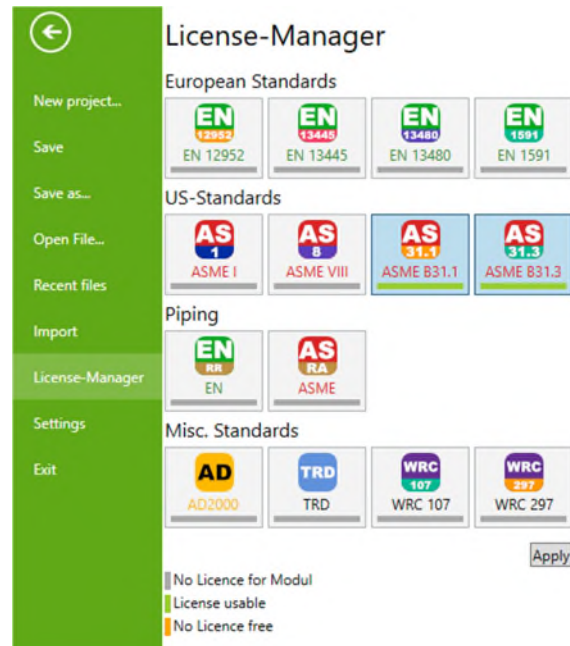 License-Manager
New project...
Save
Save as...
Open File...
Recent files
Import
License-Manager
Settings
Exit
European Standards
EN 12952 EN 13445 EN 13480 EN 1591
EN 12952 EN 13445 EN 13480 EN 1591
US-Standards
AS 1 AS 8 AS 31.1 AS 31.3
ASME I ASME VIII ASME B31.1 ASME B31.3
Piping
EN RR AS RA
EN ASME
Misc. Standards
AD TRD WRC 107 WRC 297
AD2000 TRD WRC 107 WRC 297
Apply
No Licence for Modul
License usable
No Licence free